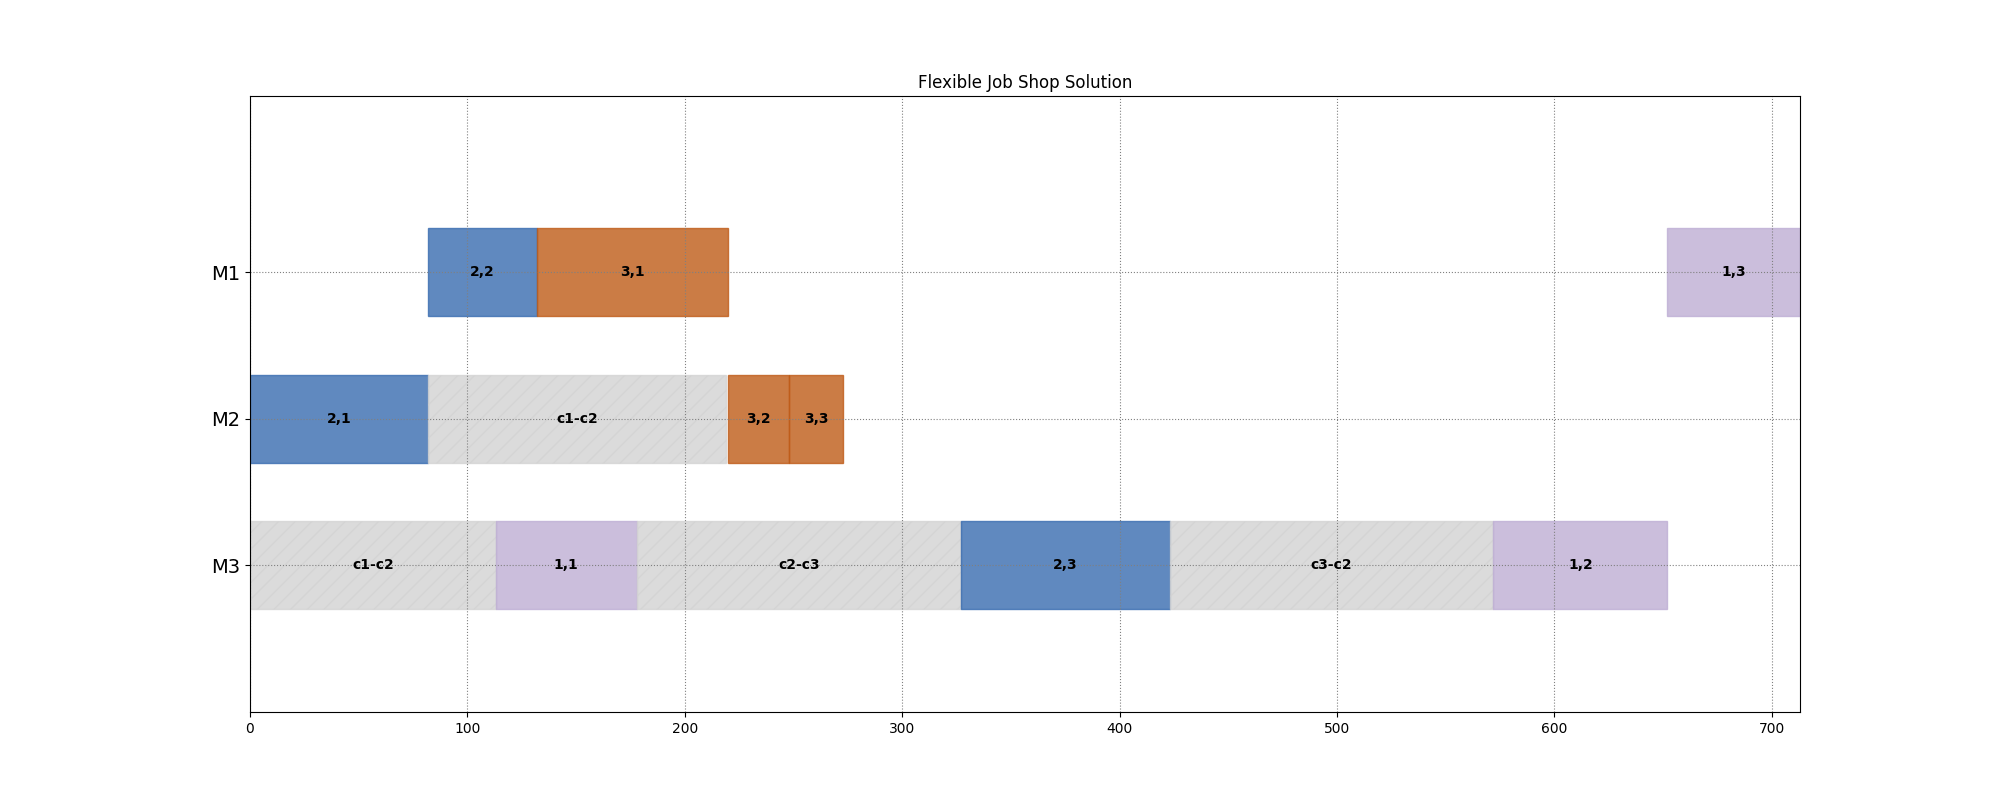 Flexible Job Shop Solution
M1
2,2
3,1
1,3
M2
2,1
c1-c2
3,2
3,3
M3
c1-c2
1,1
c2-c3
2,3
c3-c2
1,2
0 100 200 300 400 500 600 700